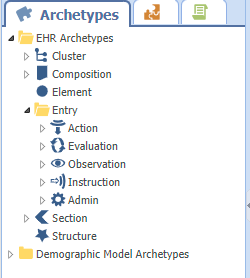 Archetypes
EHR Archetypes
Cluster
Composition
Element
Entry
Action
Evaluation
Observation
Instruction
Admin
Section
Structure
Demographic Model Archetypes